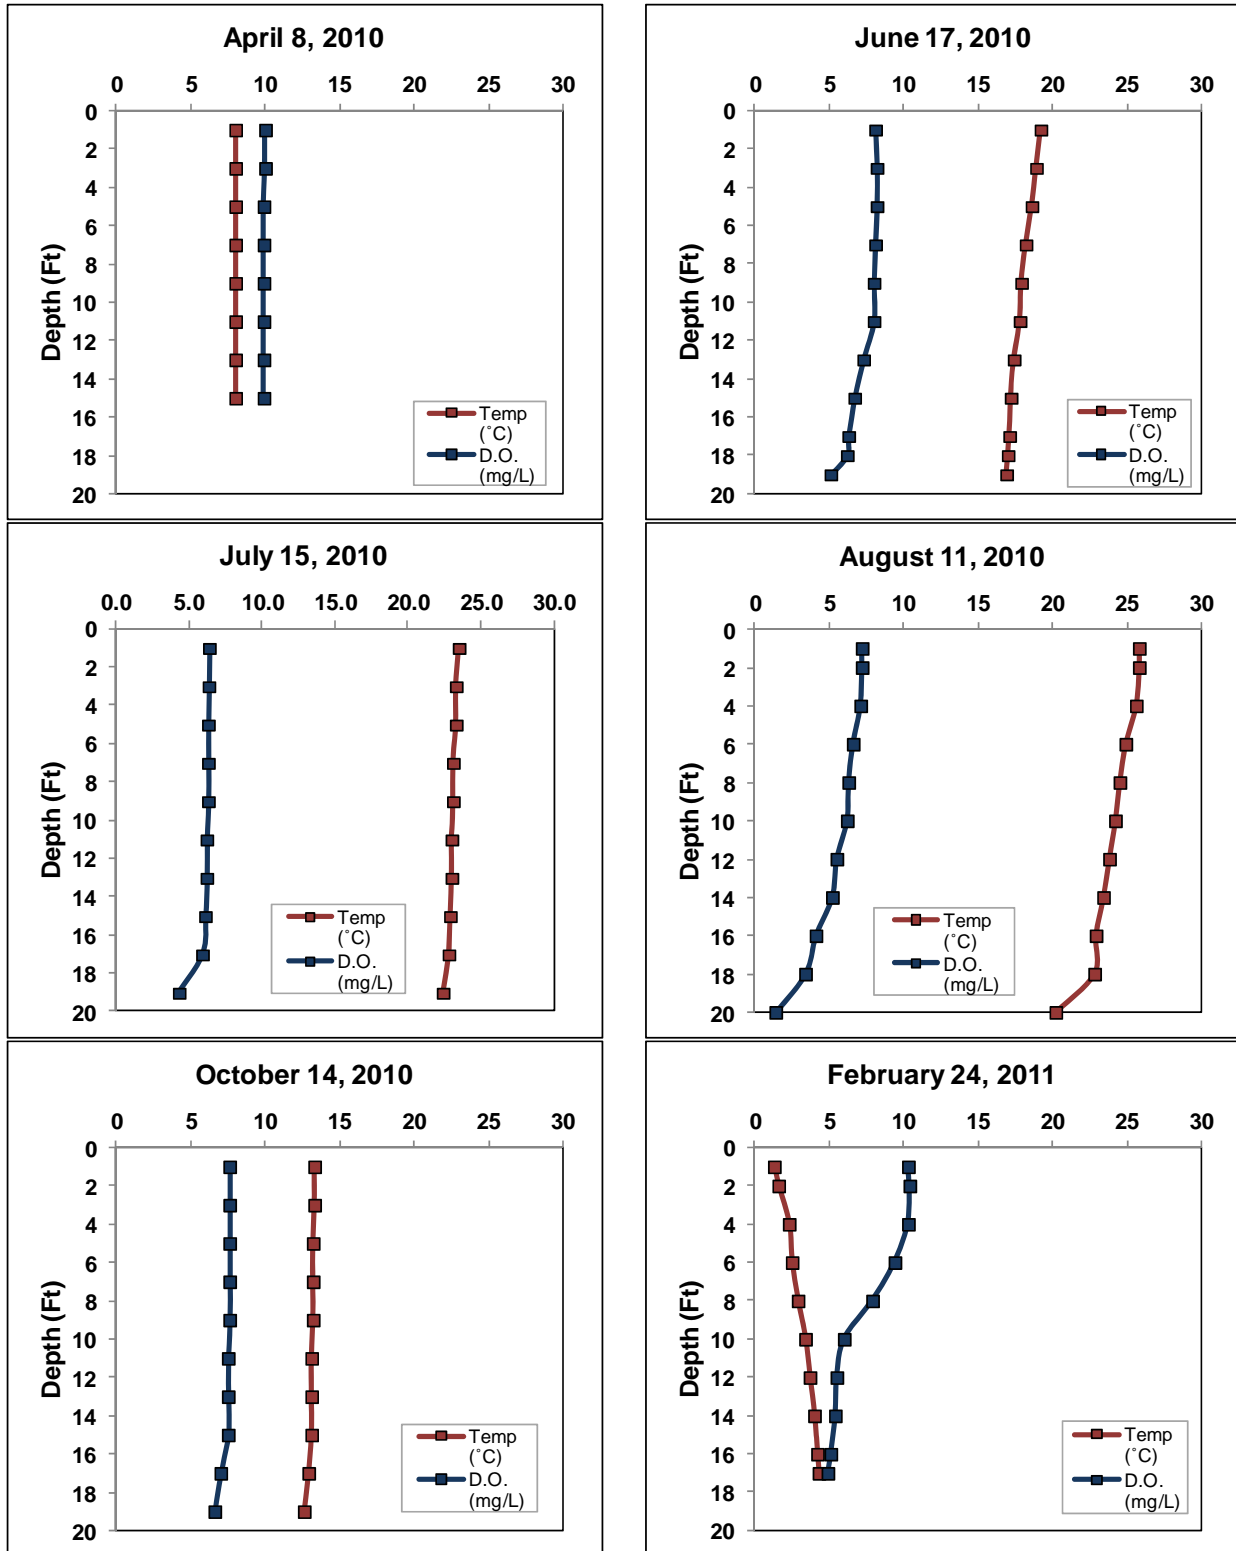 April 8, 2010
0 5 10 15 20 25 30
0
2
4
6
8
10
12
14
16
18
20
Depth (Ft)
Temp
(˚C)
D.O.
(mg/L)
June 17, 2010
0 5 10 15 20 25 30
0
2
4
6
8
10
12
14
16
18
20
Depth (Ft)
Temp
(˚C)
D.O.
(mg/L)
July 15, 2010
0.0 5.0 10.0 15.0 20.0 25.0 30.0
0
2
4
6
8
10
12
14
16
18
20
Depth (Ft)
Temp
(˚C)
D.O.
(mg/L)
August 11, 2010
0 5 10 15 20 25 30
0
2
4
6
8
10
12
14
16
18
20
Depth (Ft)
Temp
(˚C)
D.O.
(mg/L)
October 14, 2010
0 5 10 15 20 25 30
0
2
4
6
8
10
12
14
16
18
20
Depth (Ft)
Temp
(˚C)
D.O.
(mg/L)
February 24, 2011
0 5 10 15 20 25 30
0
2
4
6
8
10
12
14
16
18
20
Depth (Ft)
Temp
(˚C)
D.O.
(mg/L)